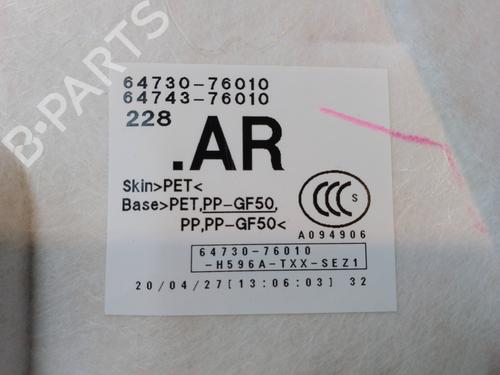 64730-76010
64743-76010
228
.AR
Skin>PET<
Base>PET,PP-GF50,
PP,PP-GF50<
CCC S
A094906
64730-76010
-H596A-TXX-SEZ1
20/04/27[13:06:03] 32
B-PARTS